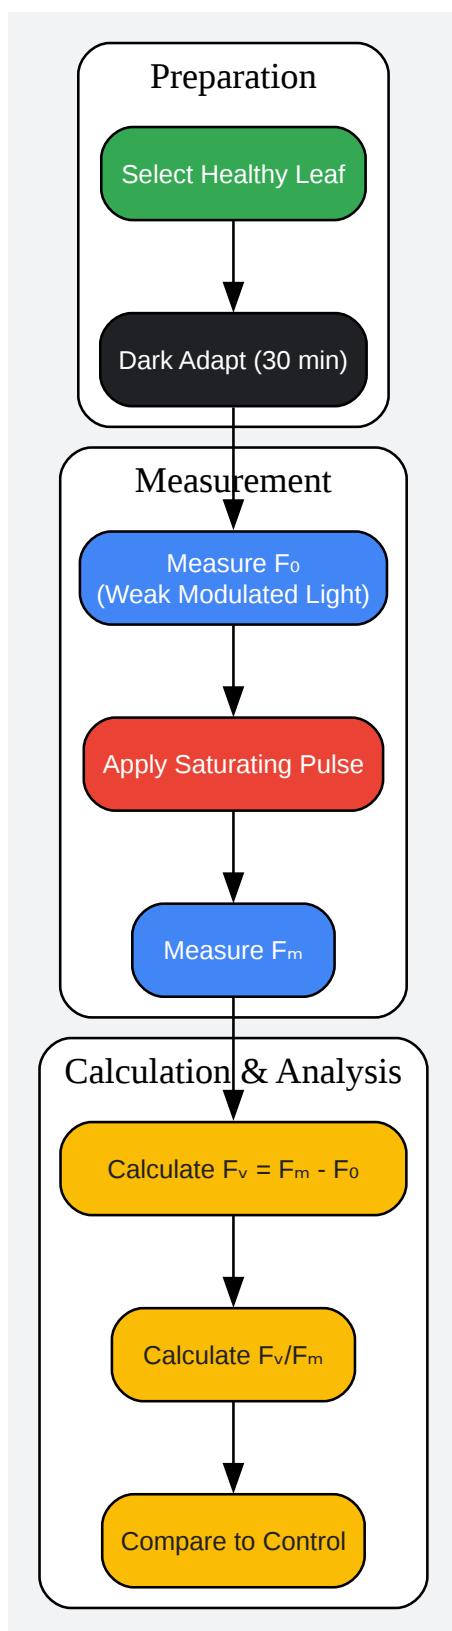 Preparation
Select Healthy Leaf
Dark Adapt (30 min)
Measurement
Measure F₀
(Weak Modulated Light)
Apply Saturating Pulse
Measure Fₘ
Calculation & Analysis
Calculate Fᵥ = Fₘ - F₀
Calculate Fᵥ/Fₘ
Compare to Control